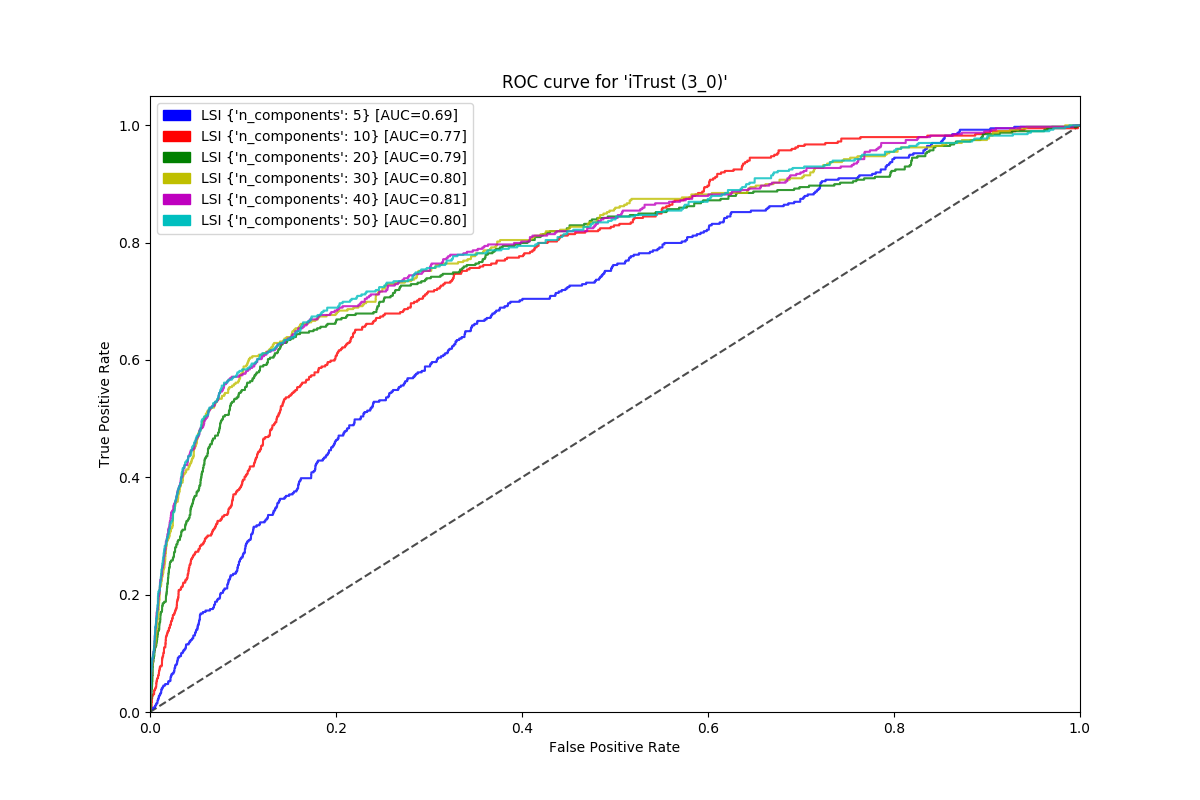 ROC curve for 'iTrust (3_0)'
LSI {'n_components': 5} [AUC=0.69]
LSI {'n_components': 10} [AUC=0.77]
LSI {'n_components': 20} [AUC=0.79]
LSI {'n_components': 30} [AUC=0.80]
LSI {'n_components': 40} [AUC=0.81]
LSI {'n_components': 50} [AUC=0.80]
True Positive Rate
1.0
0.8
0.6
0.4
0.2
0.0
0.0 0.2 0.4 0.6 0.8 1.0
False Positive Rate